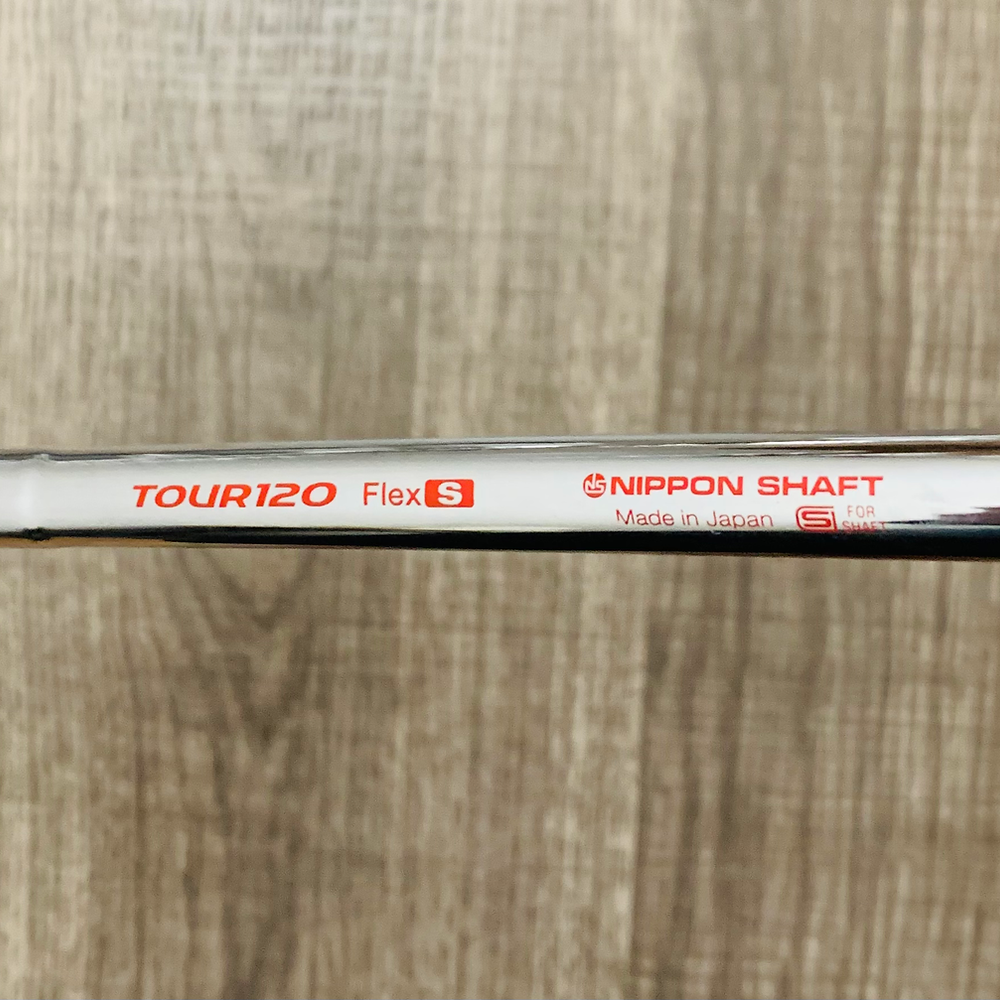 TOUR120 Flex S NIPPON SHAFT
Made in Japan S FOR
SHAFT